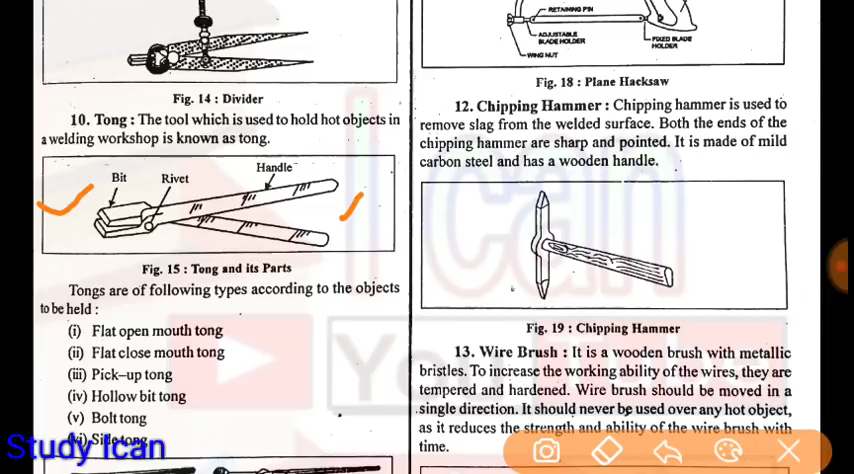 Fig. 14 : Divider
10. Tong : The tool which is used to hold hot objects in
a welding workshop is known as tong.
Bit
Rivet
Handle
Fig. 15 : Tong and its Parts
Tongs are of following types according to the objects
to be held :
(i) Flat open mouth tong
(ii) Flat close mouth tong
(iii) Pick–up tong
(iv) Hollow bit tong
(v) Bolt tong
(vi) Side tong
Study Ican
RETAINING PIN
ADJUSTABLE
BLADE HOLDER
FIXED BLADE
HOLDER
WING NUT
Fig. 18 : Plane Hacksaw
12. Chipping Hammer : Chipping hammer is used to
remove slag from the welded surface. Both the ends of the
chipping hammer are sharp and pointed. It is made of mild
carbon steel and has a wooden handle.
Fig. 19 : Chipping Hammer
13. Wire Brush : It is a wooden brush with metallic
bristles. To increase the working ability of the wires, they are
tempered and hardened. Wire brush should be moved in a
single direction. It should never be used over any hot object,
as it reduces the strength and ability of the wire brush with
time.
Ican
YouTube